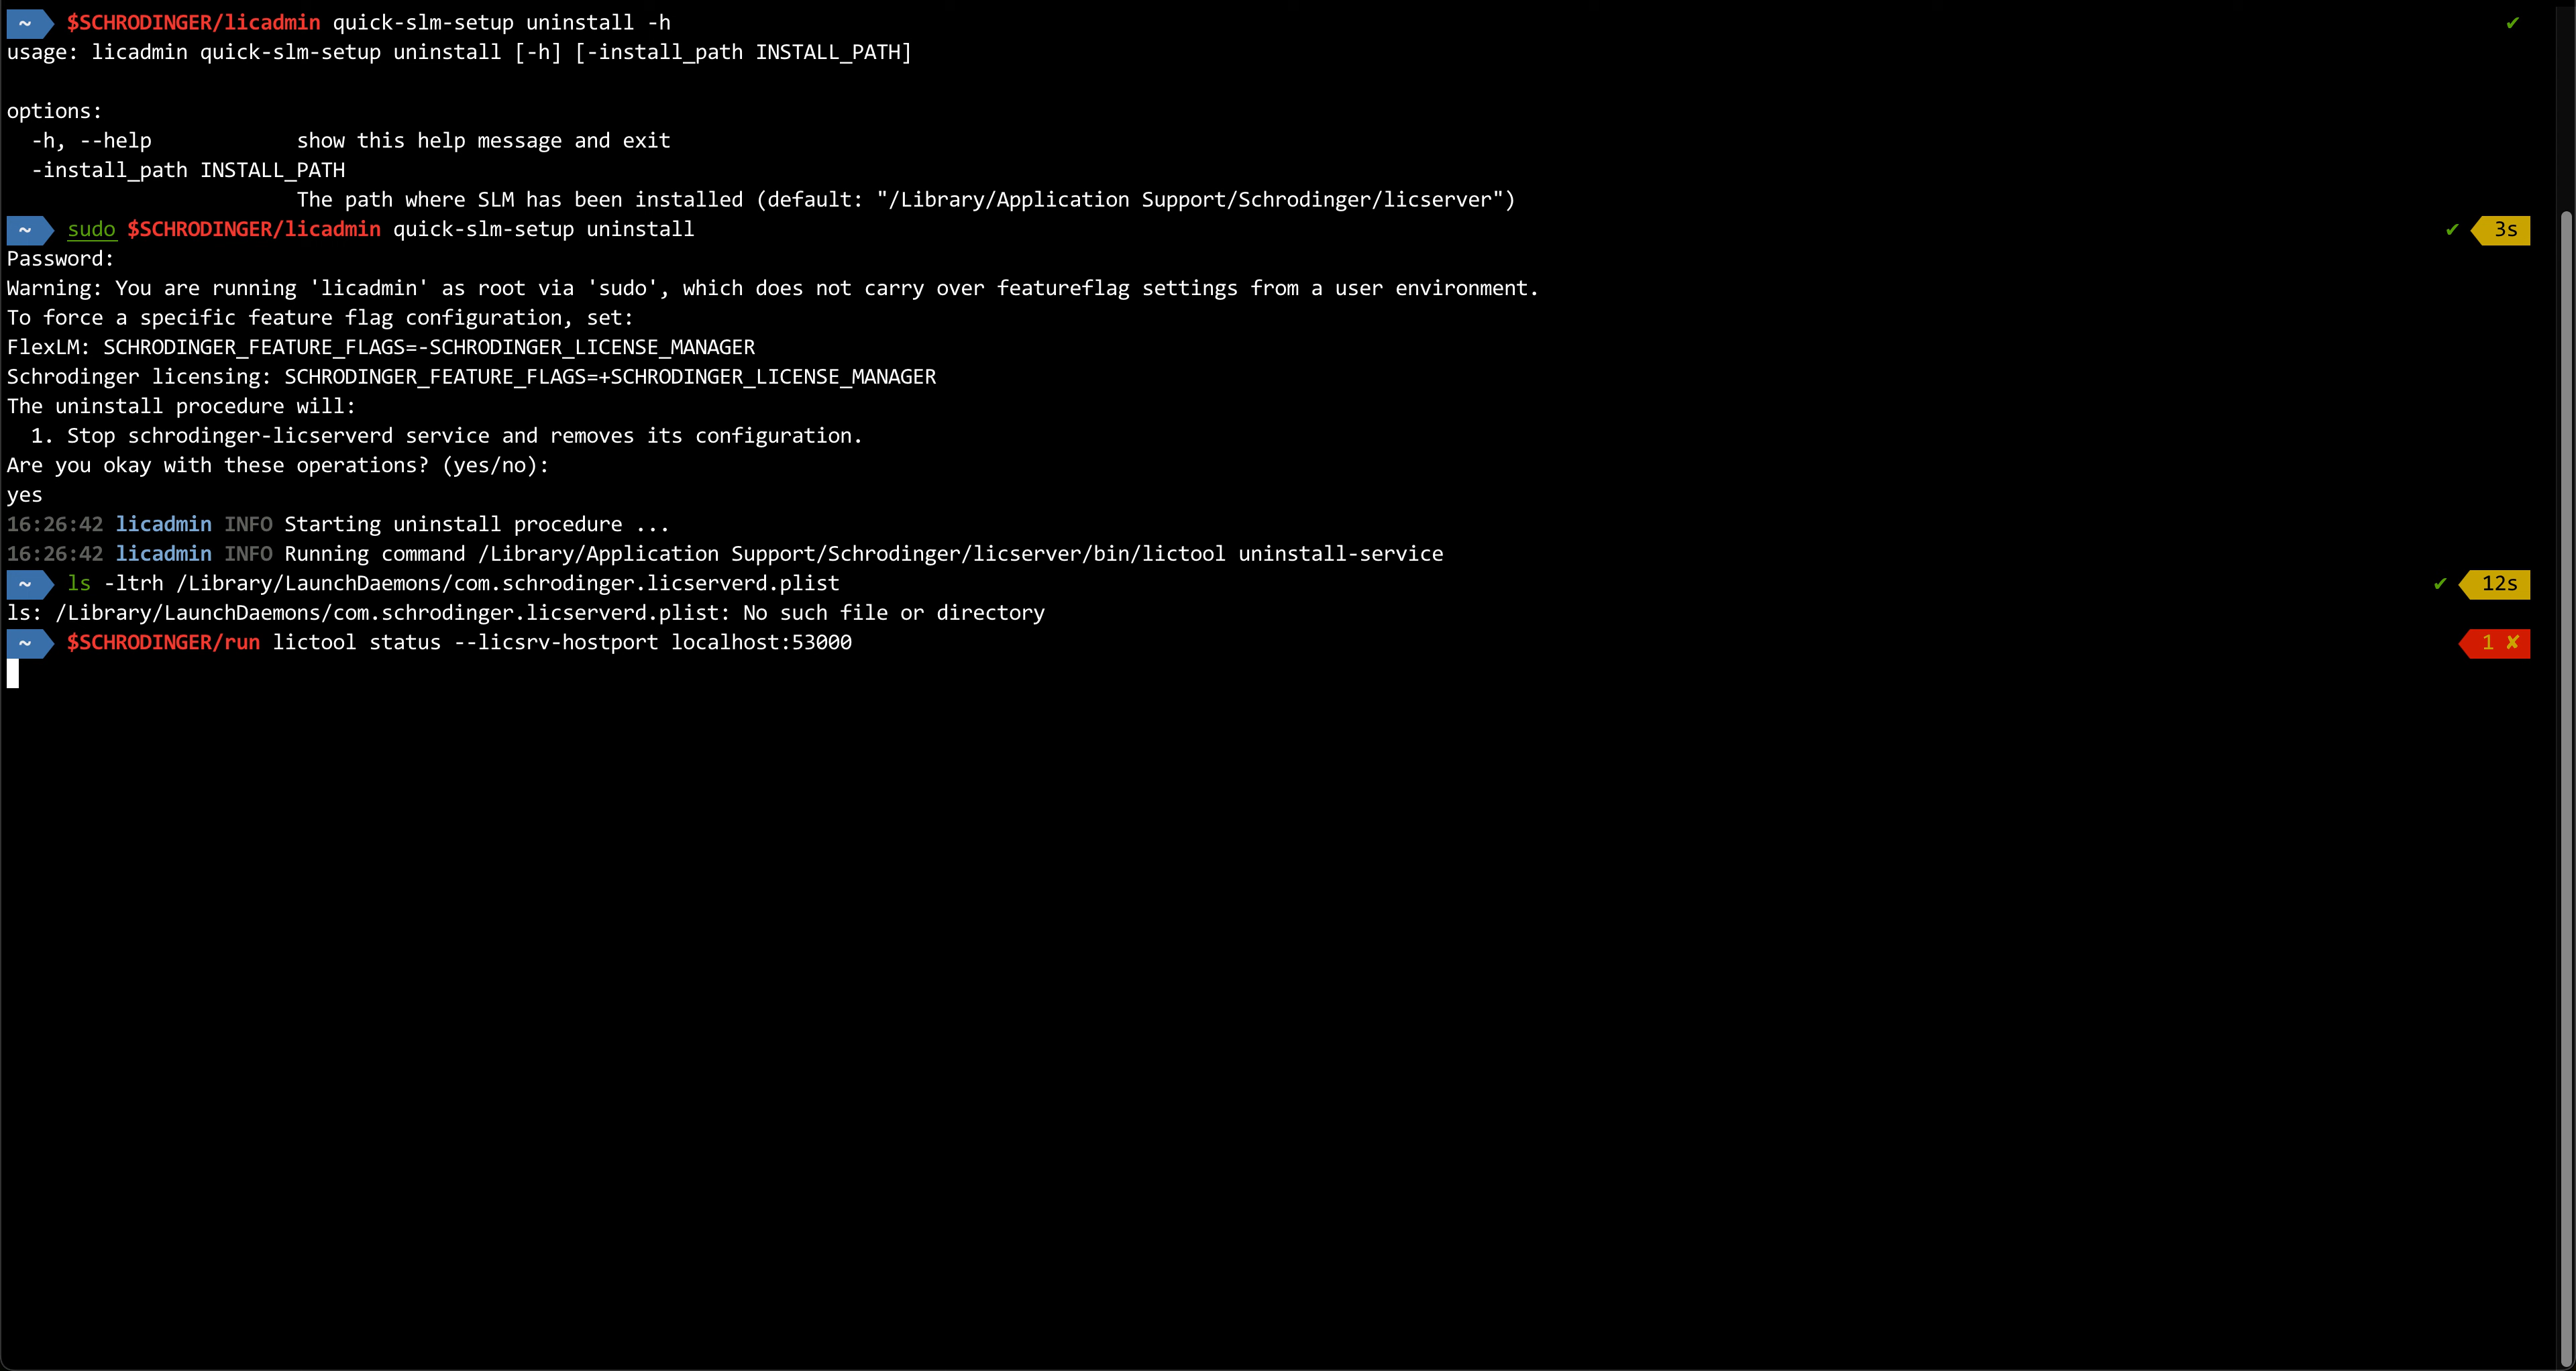 ~ $SCHRODINGER/licadmin quick-slm-setup uninstall -h ✔
usage: licadmin quick-slm-setup uninstall [-h] [-install_path INSTALL_PATH]
options:
-h, --help show this help message and exit
-install_path INSTALL_PATH
The path where SLM has been installed (default: "/Library/Application Support/Schrodinger/licserver")
~ sudo $SCHRODINGER/licadmin quick-slm-setup uninstall ✔ 3s
Password:
Warning: You are running 'licadmin' as root via 'sudo', which does not carry over featureflag settings from a user environment.
To force a specific feature flag configuration, set:
FlexLM: SCHRODINGER_FEATURE_FLAGS=-SCHRODINGER_LICENSE_MANAGER
Schrodinger licensing: SCHRODINGER_FEATURE_FLAGS=+SCHRODINGER_LICENSE_MANAGER
The uninstall procedure will:
1. Stop schrodinger-licserverd service and removes its configuration.
Are you okay with these operations? (yes/no):
yes
16:26:42 licadmin INFO Starting uninstall procedure ...
16:26:42 licadmin INFO Running command /Library/Application Support/Schrodinger/licserver/bin/lictool uninstall-service
~ ls -ltrh /Library/LaunchDaemons/com.schrodinger.licserverd.plist ✔ 12s
ls: /Library/LaunchDaemons/com.schrodinger.licserverd.plist: No such file or directory
~ $SCHRODINGER/run lictool status --licsrv-hostport localhost:53000 1 ✘